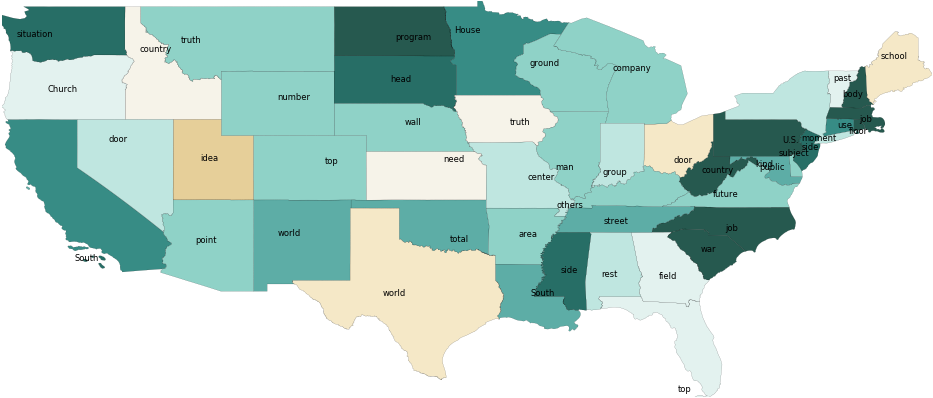 situation
country
truth
program
House
ground
company
school
Church
number
head
past
body
wall
truth
job
use
floor
door
idea
top
need
center
man
group
door
U.S.
moment
side
subject
kind
public
country
future
others
point
world
total
area
street
job
war
South
side
rest
field
South
world
top